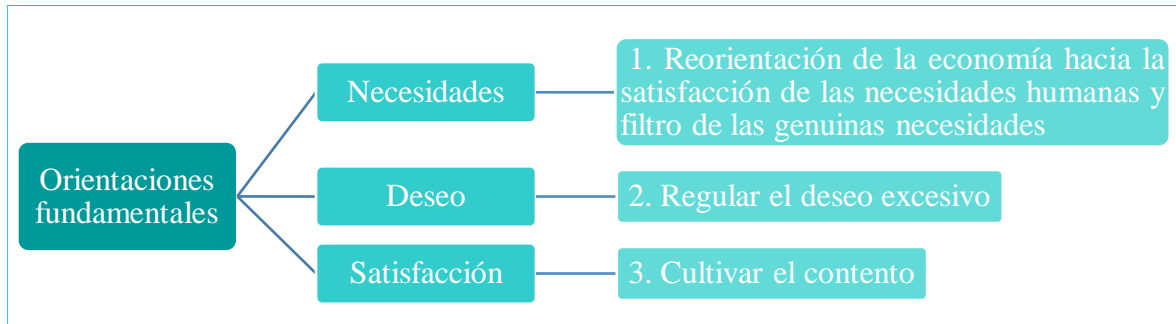 Orientaciones
fundamentales
Necesidades
1. Reorientación de la economía hacia la
satisfacción de las necesidades humanas y
filtro de las genuinas necesidades
Deseo
2. Regular el deseo excesivo
Satisfacción
3. Cultivar el contento